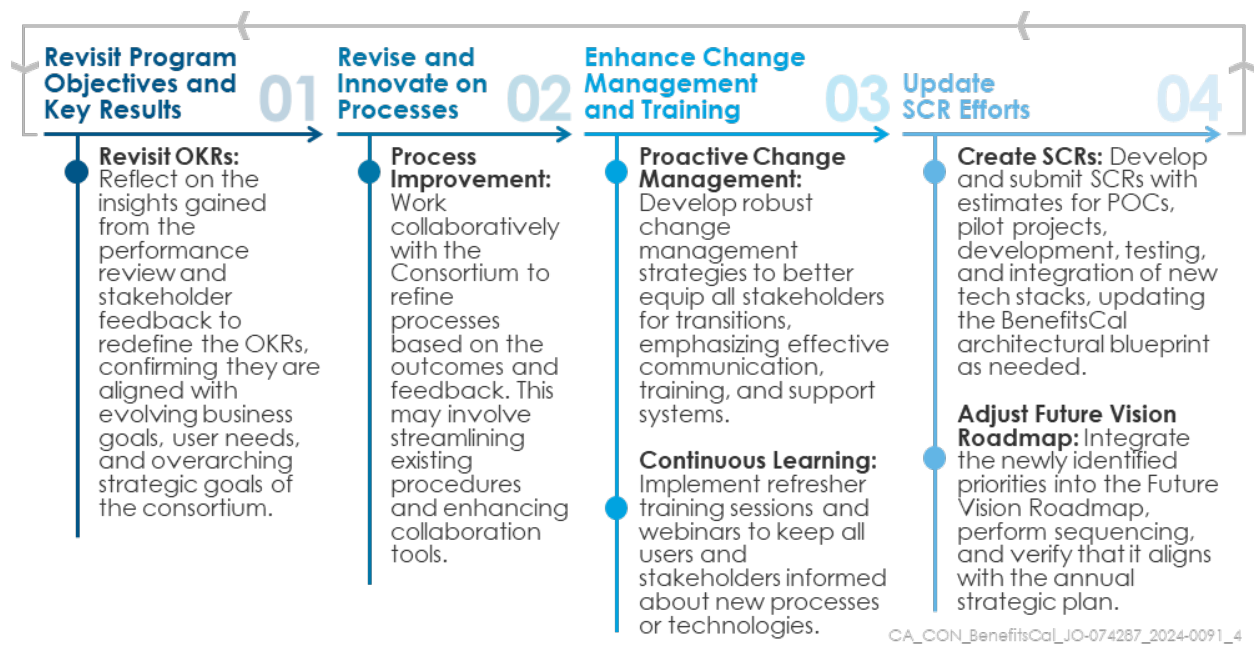 Revisit Program
Objectives and
Key Results
01
Revisit OKRs:
Reflect on the
insights gained
from the
performance
review and
stakeholder
feedback to
redefine the OKRs,
confirming they are
aligned with
evolving business
goals, user needs,
and overarching
strategic goals of
the consortium.
Revise and
Innovate on
Processes
02
Process
Improvement:
Work
collaboratively
with the
Consortium to
refine
processes
based on the
outcomes and
feedback. This
may involve
streamlining
existing
procedures
and enhancing
collaboration
tools.
Enhance Change
Management
and Training
03
Proactive Change
Management:
Develop robust
change
management
strategies to better
equip all stakeholders
for transitions,
emphasizing effective
communication,
training, and support
systems.
Continuous Learning:
Implement refresher
training sessions and
webinars to keep all
users and
stakeholders informed
about new processes
or technologies.
Update
SCR Efforts
04
Create SCRs: Develop
and submit SCRs with
estimates for POCs,
pilot projects,
development, testing,
and integration of new
tech stacks, updating
the BenefitsCal
architectural blueprint
as needed.
Adjust Future Vision
Roadmap: Integrate
the newly identified
priorities into the Future
Vision Roadmap,
perform sequencing,
and verify that it aligns
with the annual
strategic plan.
CA_CON_BenefitsCal_JO-074287_2024-0091_4